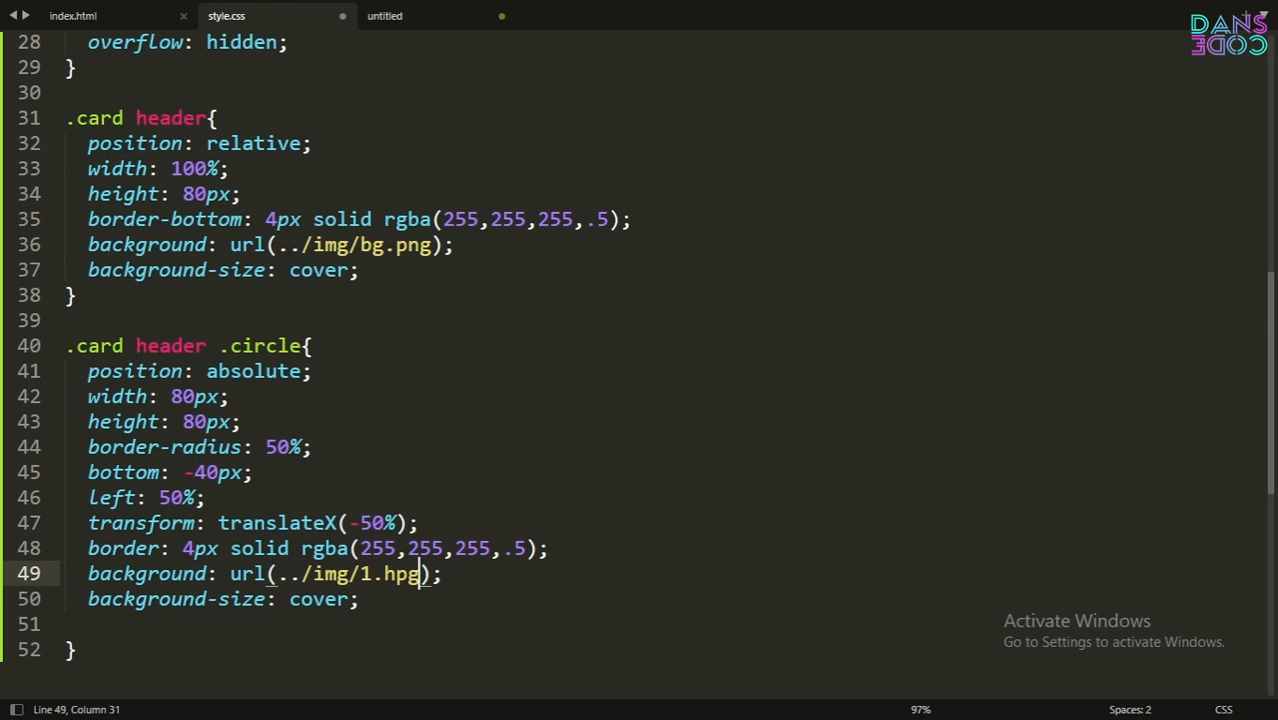 index.html × style.css untitled
DANS
CODE
28 overflow: hidden;
29 }
30
31 .card header{
32 position: relative;
33 width: 100%;
34 height: 80px;
35 border-bottom: 4px solid rgba(255,255,255,.5);
36 background: url(../img/bg.png);
37 background-size: cover;
38 }
39
40 .card header .circle{
41 position: absolute;
42 width: 80px;
43 height: 80px;
44 border-radius: 50%;
45 bottom: -40px;
46 left: 50%;
47 transform: translateX(-50%);
48 border: 4px solid rgba(255,255,255,.5);
49 background: url(../img/1.hpg);
50 background-size: cover;
51
52 }
Activate Windows
Go to Settings to activate Windows.
Line 49, Column 31 97% Spaces: 2 CSS